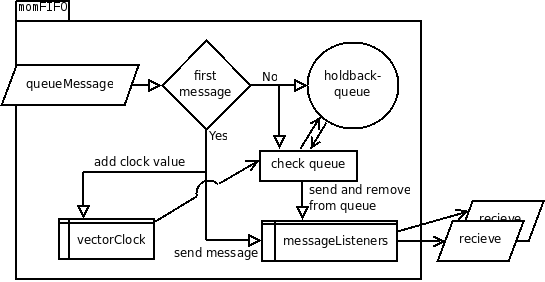 momFIFO
queueMessage
first
message
No
holdback-
queue
Yes
add clock value
check queue
send and remove
from queue
vectorClock
send message
messageListeners
recieve
recieve